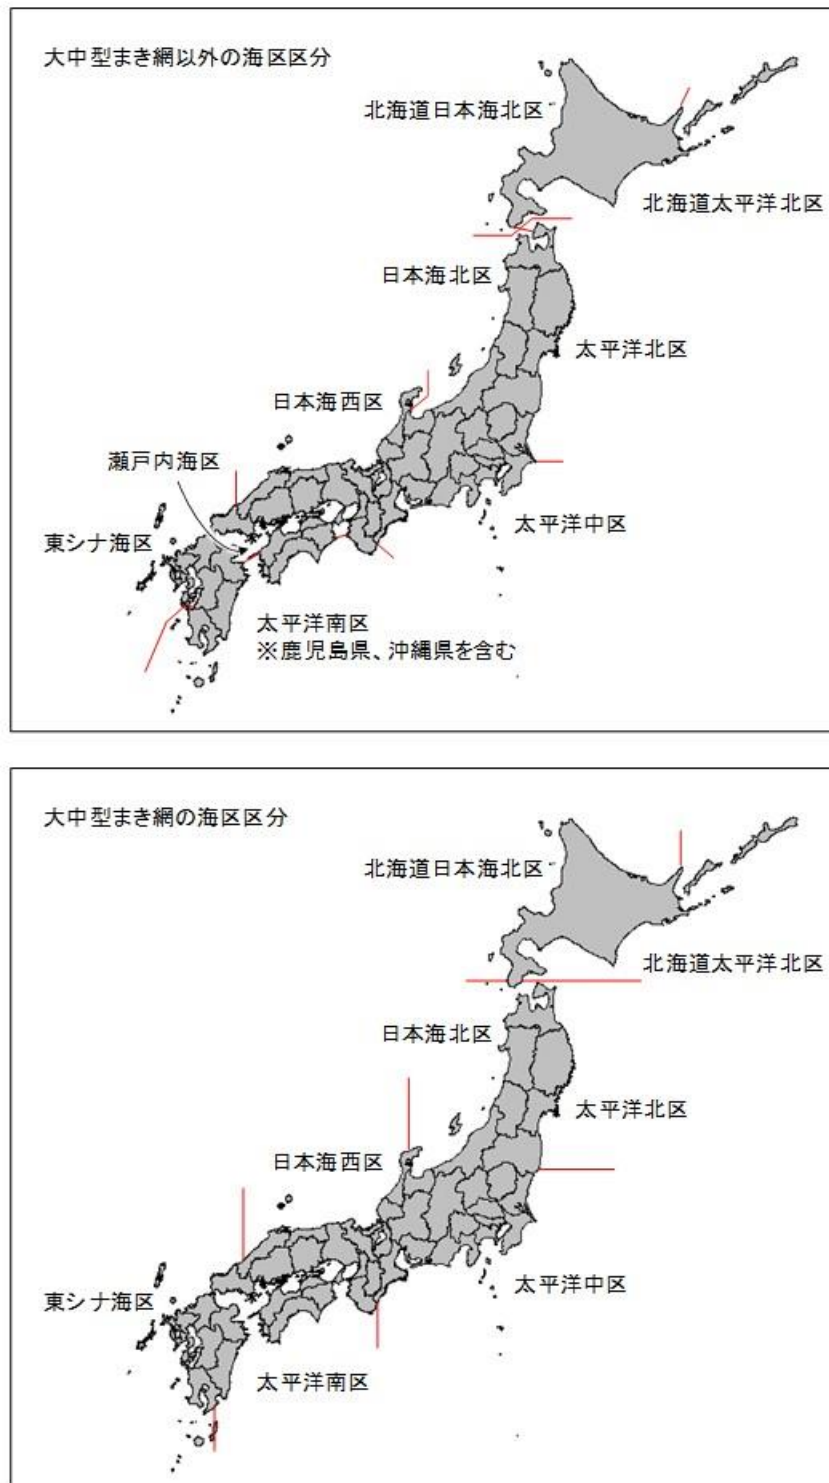 大中型まき網以外の海区区分
北海道日本海北区
北海道太平洋北区
日本海北区
太平洋北区
日本海西区
瀬戸内海区
太平洋中区
東シナ海区
太平洋南区
※鹿児島県、沖縄県を含む
大中型まき網の海区区分
北海道日本海北区
北海道太平洋北区
日本海北区
太平洋北区
日本海西区
太平洋中区
東シナ海区
太平洋南区